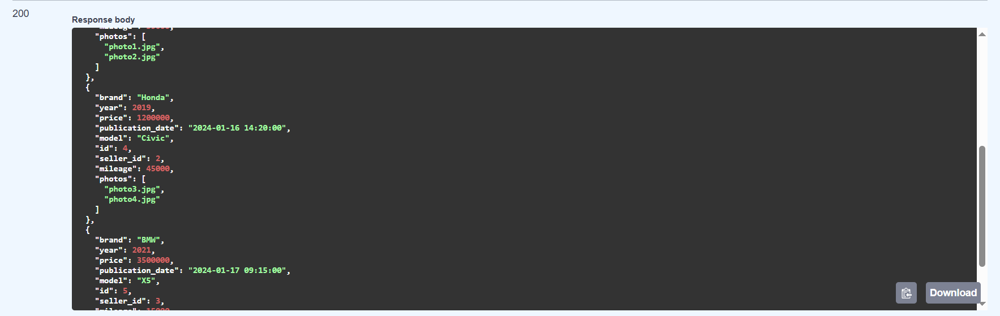 200
Response body
"photos": [
"photo1.jpg",
"photo2.jpg"
]
},
{
"brand": "Honda",
"year": 2019,
"price": 1200000,
"publication_date": "2024-01-16 14:20:00",
"model": "Civic",
"id": 4,
"seller_id": 2,
"mileage": 45000,
"photos": [
"photo3.jpg",
"photo4.jpg"
]
},
{
"brand": "BMW",
"year": 2021,
"price": 3500000,
"publication_date": "2024-01-17 09:15:00",
"model": "X5",
"id": 5,
"seller_id": 3,
"mileage": 15000
Download